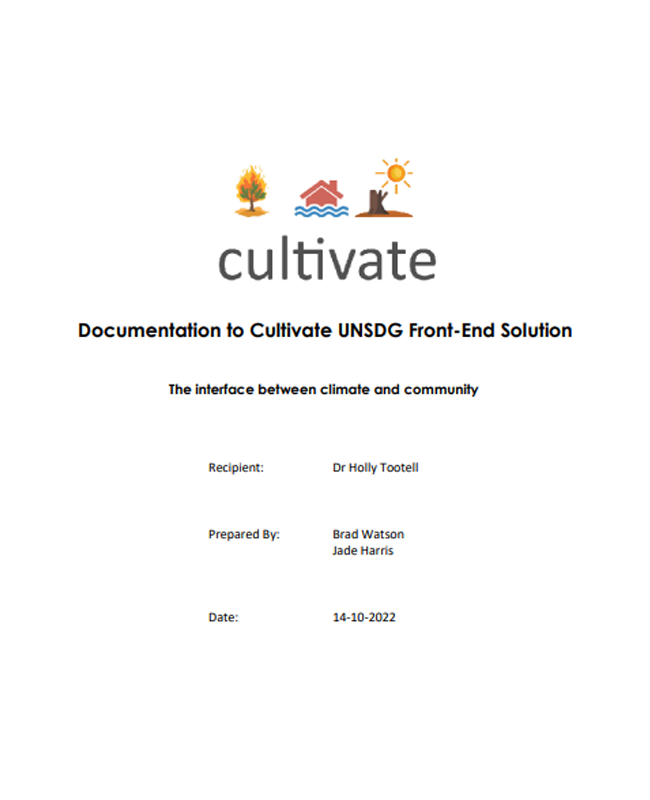 cultivate
Documentation to Cultivate UNSDG Front-End Solution
The interface between climate and community
Recipient: Dr Holly Tootell
Prepared By: Brad Watson
Jade Harris
Date: 14-10-2022